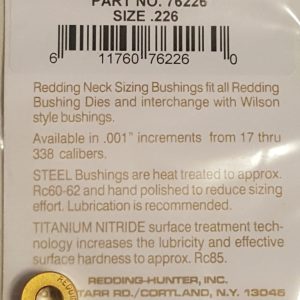 PART NO. 76226
SIZE .226
6 11760 76226 0
Redding Neck Sizing Bushings fit all Redding
Bushing Dies and interchange with Wilson
style bushings.
Available in .001" increments from 17 thru
338 calibers.
STEEL Bushings are heat treated to approx.
Rc60-62 and hand polished to reduce sizing
effort. Lubrication is recommended.
TITANIUM NITRIDE surface treatment tech-
nology increases the lubricity and effective
surface hardness to approx. Rc85.
REDDING-HUNTER, INC.
STARR RD./CORTLAND, N.Y. 13045